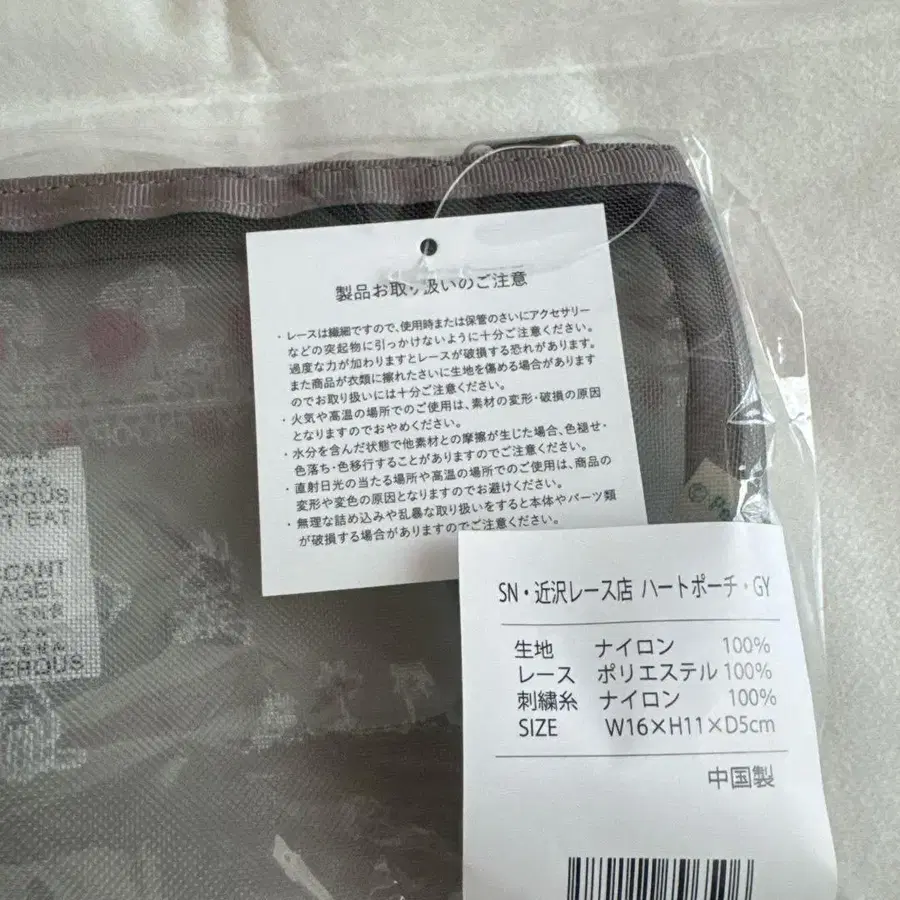 製品お取り扱いのご注意
・レースは繊細ですので、使用時または保管のさいにアクセサリー
などの突起物に引っかけないように十分ご注意ください。
過度な力が加わりますとレースが破損する恐れがあります。
また商品が衣類に擦れたさいに生地を傷める場合があります
のでお取り扱いには十分ご注意ください。
・火気や高温の場所でのご使用は、素材の変形・破損の原因
となりますのでおやめください。
・水分を含んだ状態で他素材との摩擦が生じた場合、色褪せ・
色落ち・色移行することがありますのでご注意ください。
・直射日光の当たる場所や高温の場所でのご使用は、商品の
変形や変色の原因となりますのでお避けください。
・無理な詰め込みや乱暴な取り扱いをすると本体やパーツ類
が破損する場合がありますのでご注意ください。
EROUS
T EAT
CCANT
不可食
EROUS
©
SN・近沢レース店 ハートポーチ・GY
生地 ナイロン 100%
レース ポリエステル 100%
刺繍糸 ナイロン 100%
SIZE W16×H11×D5cm
中国製